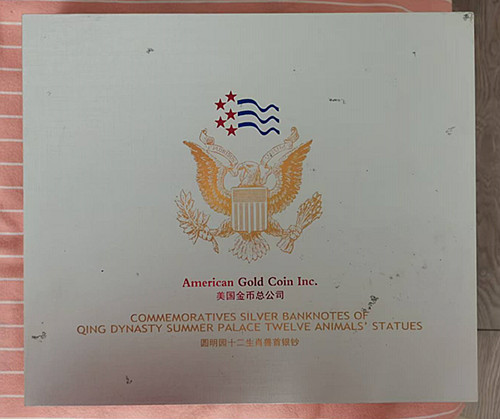 American Gold Coin Inc.
美国金币总公司
COMMEMORATIVES SILVER BANKNOTES OF
QING DYNASTY SUMMER PALACE TWELVE ANIMALS' STATUES
圆明园十二生肖兽首银钞